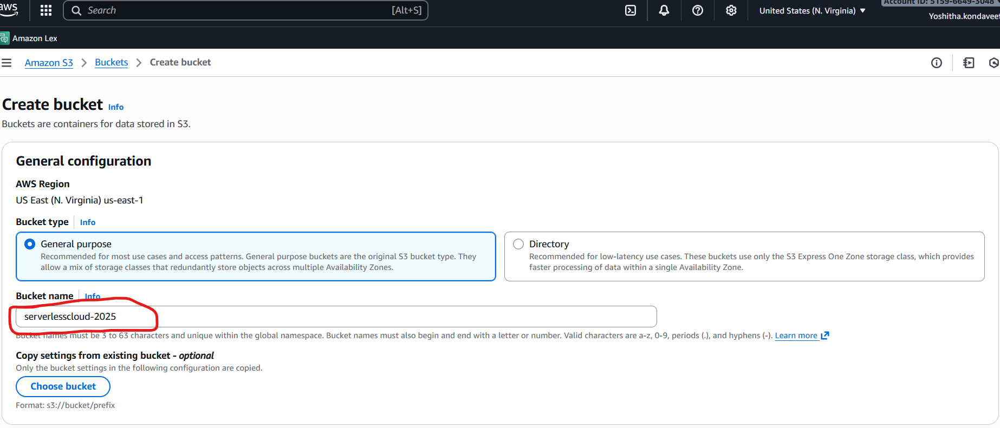 aws
Search [Alt+S]
United States (N. Virginia) ▼
Account ID: 5159-6649-3048
Yoshitha.kondaveet
Amazon Lex
Amazon S3 > Buckets > Create bucket
Create bucket Info
Buckets are containers for data stored in S3.
General configuration
AWS Region
US East (N. Virginia) us-east-1
Bucket type Info
General purpose
Recommended for most use cases and access patterns. General purpose buckets are the original S3 bucket type. They
allow a mix of storage classes that redundantly store objects across multiple Availability Zones.
Directory
Recommended for low-latency use cases. These buckets use only the S3 Express One Zone storage class, which provides
faster processing of data within a single Availability Zone.
Bucket name Info
serverlesscloud-2025
Bucket names must be 3 to 63 characters and unique within the global namespace. Bucket names must also begin and end with a letter or number. Valid characters are a-z, 0-9, periods (.), and hyphens (-). Learn more
Copy settings from existing bucket - optional
Only the bucket settings in the following configuration are copied.
Choose bucket
Format: s3://bucket/prefix